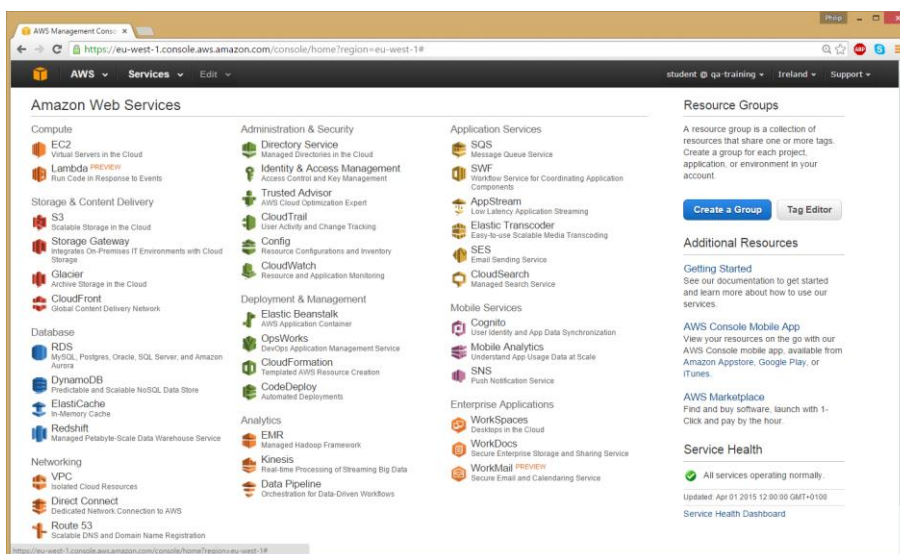 Philip
AWS Management Consc
https://eu-west-1.console.aws.amazon.com/console/home?region=eu-west-1#
ABP
AWS Services Edit
student @ qa-training Ireland Support
Amazon Web Services
Compute
EC2
Virtual Servers in the Cloud
Lambda PREVIEW
Run Code in Response to Events
Storage & Content Delivery
S3
Scalable Storage in the Cloud
Storage Gateway
Integrates On-Premises IT Environments with Cloud
Storage
Glacier
Archive Storage in the Cloud
CloudFront
Global Content Delivery Network
Database
RDS
MySQL, Postgres, Oracle, SQL Server, and Amazon
Aurora
DynamoDB
Predictable and Scalable NoSQL Data Store
ElastiCache
In-Memory Cache
Redshift
Managed Petabyte-Scale Data Warehouse Service
Networking
VPC
Isolated Cloud Resources
Direct Connect
Dedicated Network Connection to AWS
Route 53
Scalable DNS and Domain Name Registration
Administration & Security
Directory Service
Managed Directories in the Cloud
Identity & Access Management
Access Control and Key Management
Trusted Advisor
AWS Cloud Optimization Expert
CloudTrail
User Activity and Change Tracking
Config
Resource Configurations and Inventory
CloudWatch
Resource and Application Monitoring
Deployment & Management
Elastic Beanstalk
AWS Application Container
OpsWorks
DevOps Application Management Service
CloudFormation
Templated AWS Resource Creation
CodeDeploy
Automated Deployments
Analytics
EMR
Managed Hadoop Framework
Kinesis
Real-time Processing of Streaming Big Data
Data Pipeline
Orchestration for Data-Driven Workflows
Application Services
SQS
Message Queue Service
SWF
Workflow Service for Coordinating Application
Components
AppStream
Low Latency Application Streaming
Elastic Transcoder
Easy-to-use Scalable Media Transcoding
SES
Email Sending Service
CloudSearch
Managed Search Service
Mobile Services
Cognito
User Identity and App Data Synchronization
Mobile Analytics
Understand App Usage Data at Scale
SNS
Push Notification Service
Enterprise Applications
WorkSpaces
Desktops in the Cloud
WorkDocs
Secure Enterprise Storage and Sharing Service
WorkMail PREVIEW
Secure Email and Calendaring Service
Resource Groups
A resource group is a collection of
resources that share one or more tags.
Create a group for each project,
application, or environment in your
account.
Create a Group Tag Editor
Additional Resources
Getting Started
See our documentation to get started
and learn more about how to use our
services.
AWS Console Mobile App
View your resources on the go with our
AWS Console mobile app, available from
Amazon Appstore, Google Play, or
iTunes.
AWS Marketplace
Find and buy software, launch with 1-
Click and pay by the hour.
Service Health
All services operating normally.
Updated: Apr 01 2015 12:00:00 GMT+0100
Service Health Dashboard
https://eu-west-1.console.aws.amazon.com/console/home?region=eu-west-1#